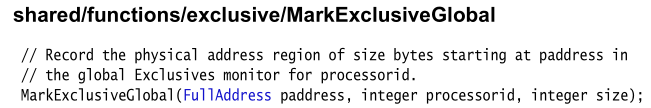 shared/functions/exclusive/MarkExclusiveGlobal
// Record the physical address region of size bytes starting at paddress in
// the global Exclusives monitor for processorid.
MarkExclusiveGlobal(FullAddress paddress, integer processorid, integer size);